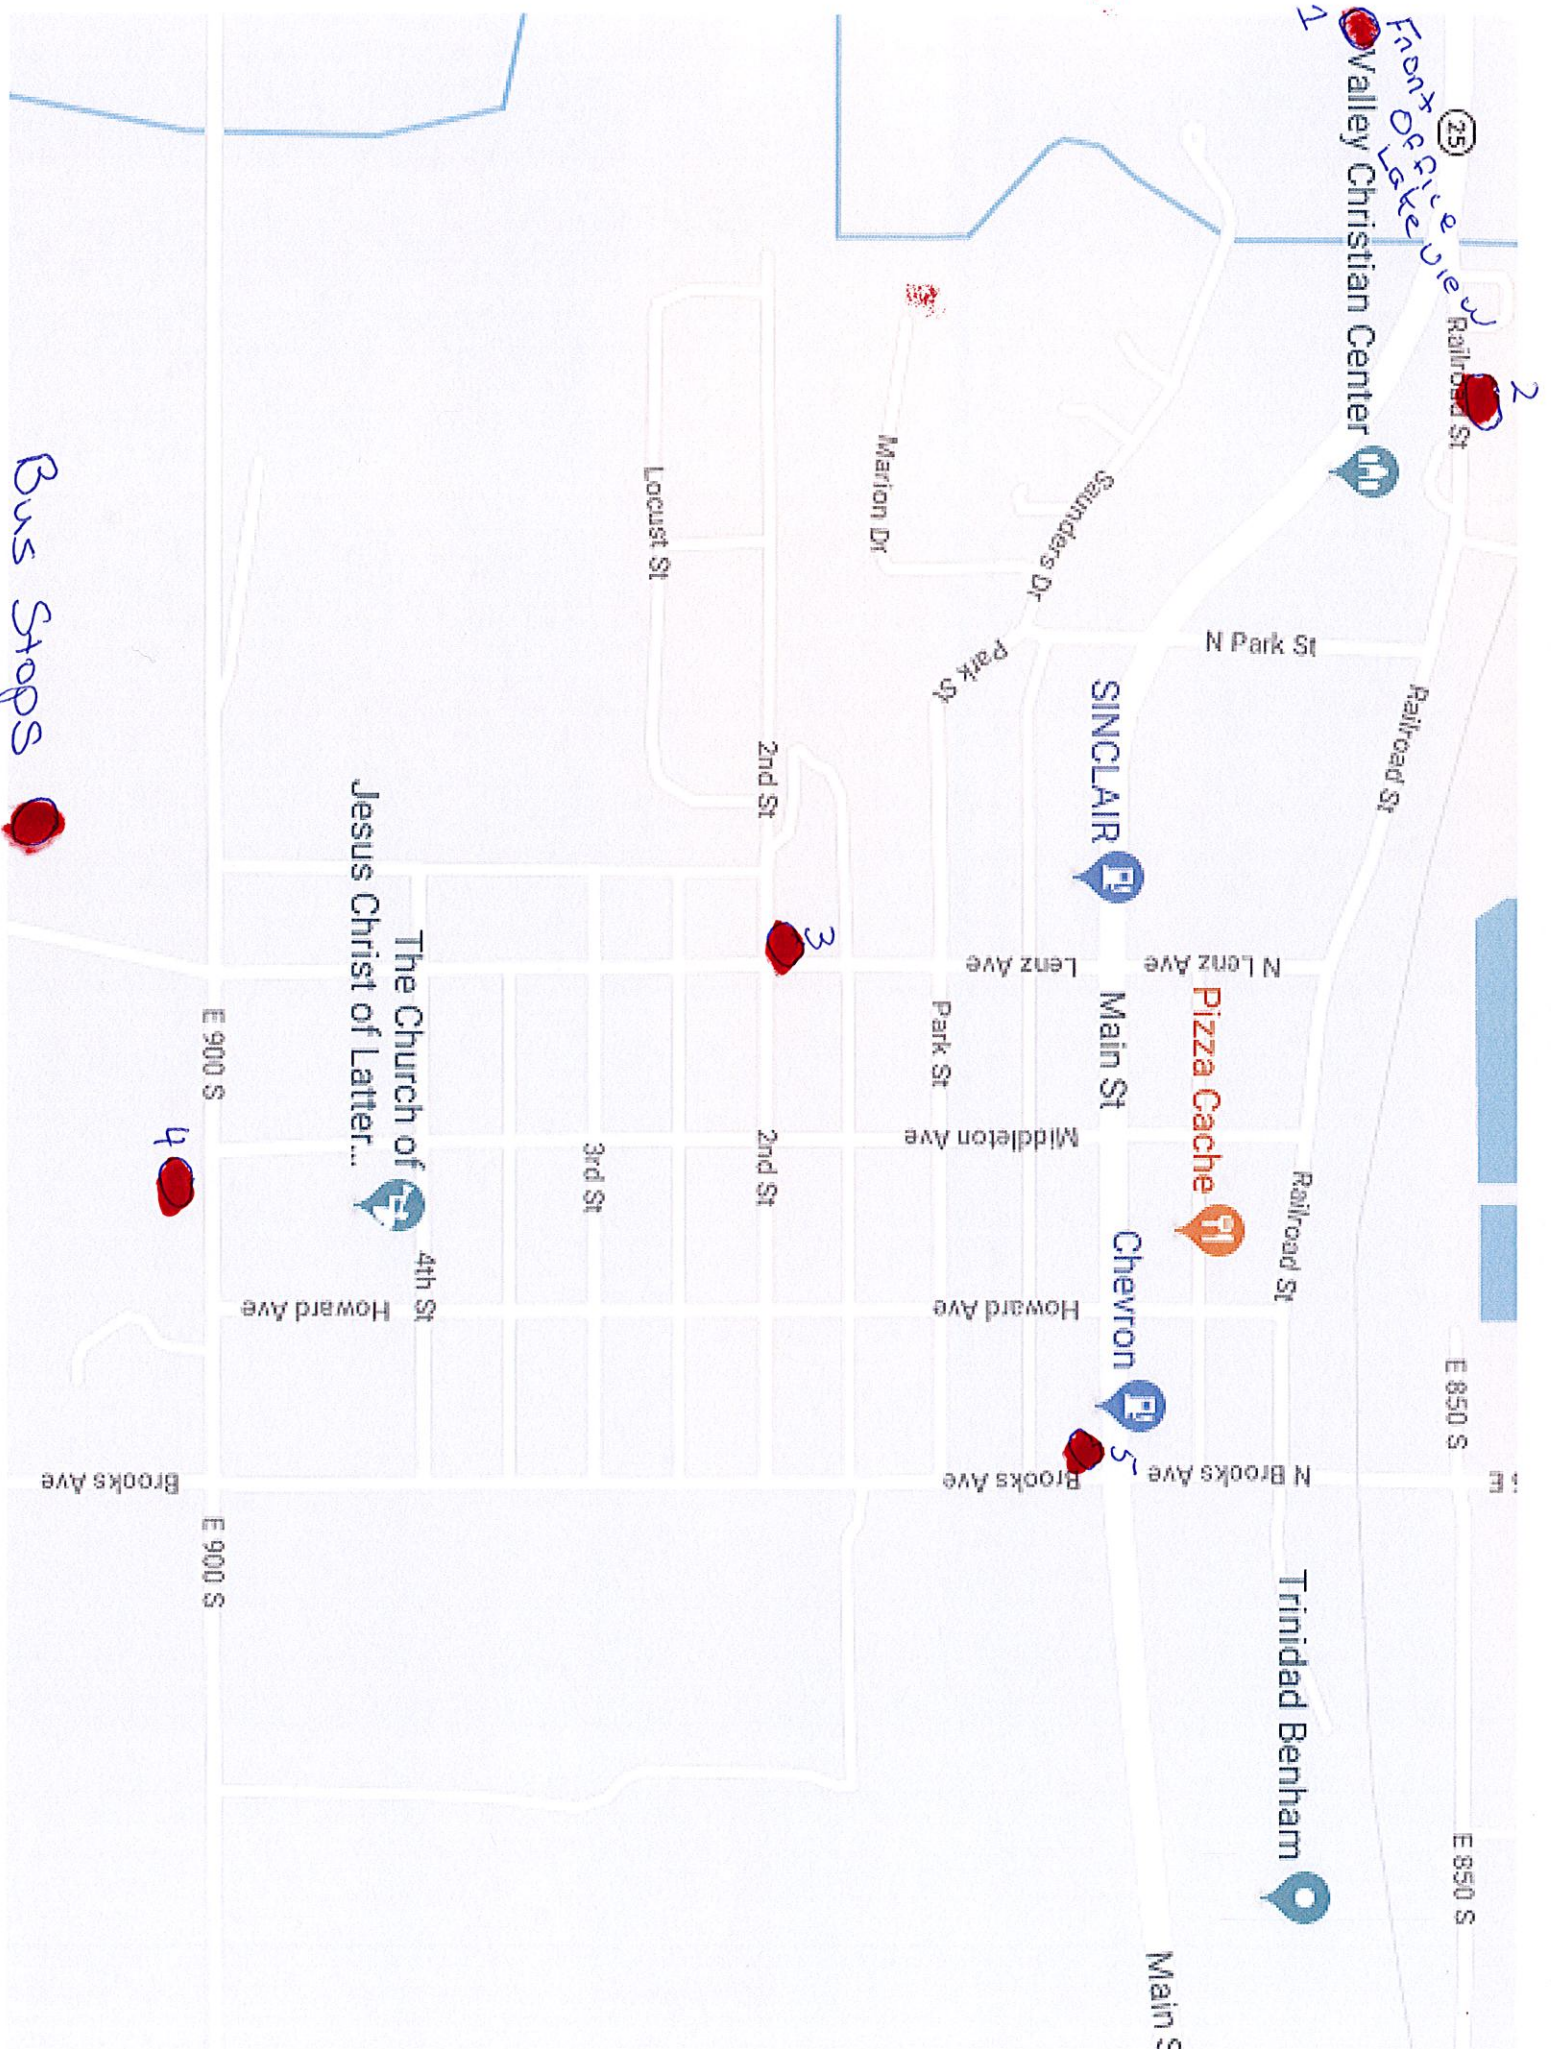 1
Front Office
Lakeview
Valley Christian Center
25
Railroad St
2
N Park St
Railroad St
SINCLAIR
Saunders Dr
Marion Dr
Park St
Locust St
2nd St
3
Lenz Ave
N Lenz Ave
Main St
Pizza Cache
Park St
Middleton Ave
Railroad St
Chevron
2nd St
3rd St
The Church of
Jesus Christ of Latter...
4th St
Howard Ave
Howard Ave
E 900 S
4
5
Brooks Ave
N Brooks Ave
Brooks Ave
E 850 S
E 900 S
Trinidad Benham
E 850 S
Main S
Bus Stops